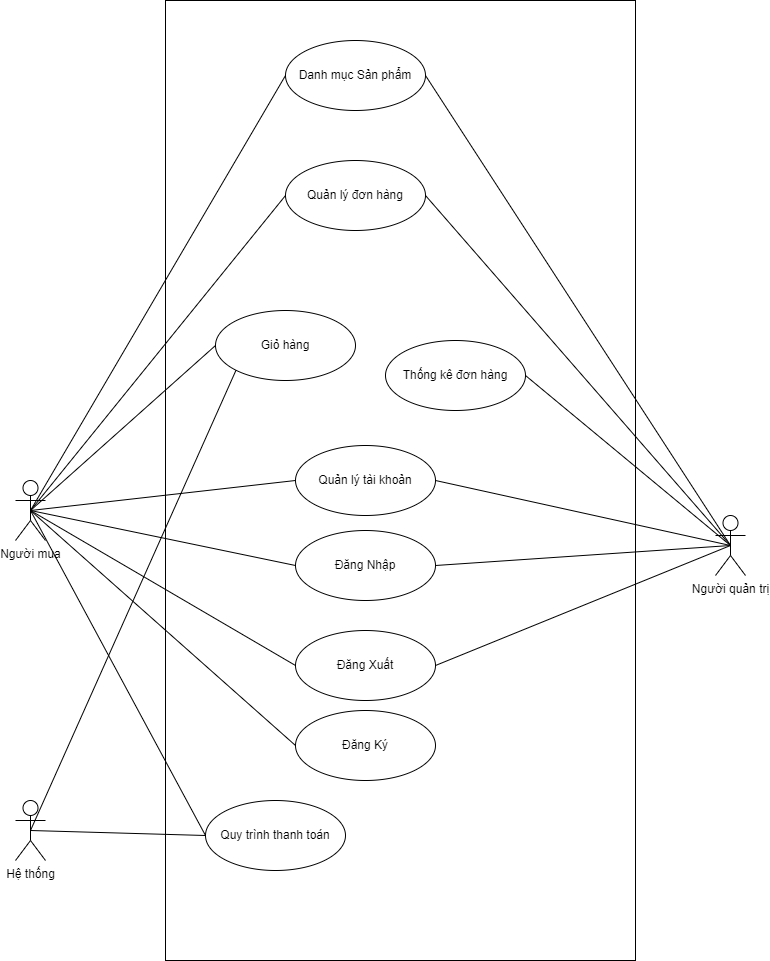 Danh mục Sản phẩm
Quản lý đơn hàng
Giỏ hàng
Thống kê đơn hàng
Quản lý tài khoản
Người mua
Đăng Nhập
Người quản trị
Đăng Xuất
Đăng Ký
Quy trình thanh toán
Hệ thống